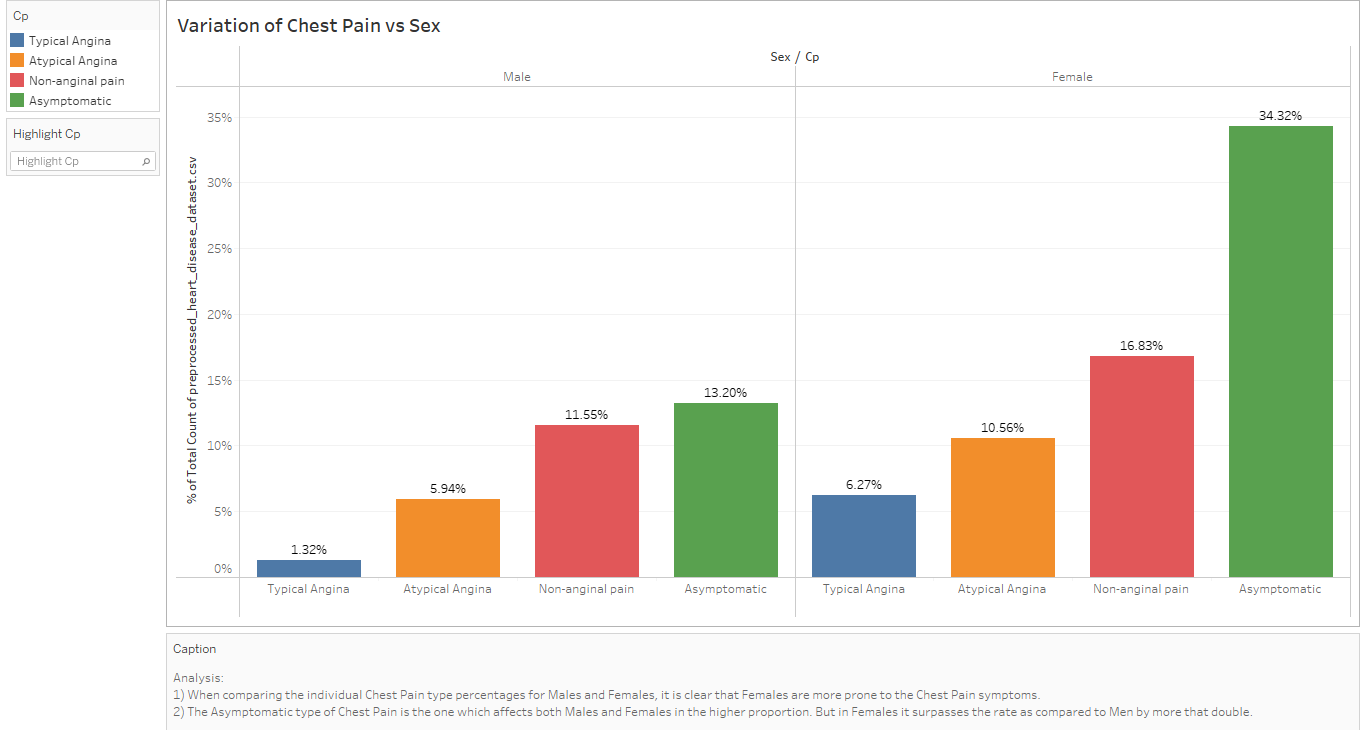 Cp
Typical Angina
Atypical Angina
Non-anginal pain
Asymptomatic
Highlight Cp
Highlight Cp
Variation of Chest Pain vs Sex
Sex / Cp
Male
Female
% of Total Count of preprocessed_heart_disease_dataset.csv
35%
30%
25%
20%
15%
10%
5%
0%
1.32%
5.94%
11.55%
13.20%
6.27%
10.56%
16.83%
34.32%
Typical Angina
Atypical Angina
Non-anginal pain
Asymptomatic
Typical Angina
Atypical Angina
Non-anginal pain
Asymptomatic
Caption
Analysis:
1) When comparing the individual Chest Pain type percentages for Males and Females, it is clear that Females are more prone to the Chest Pain symptoms.
2) The Asymptomatic type of Chest Pain is the one which affects both Males and Females in the higher proportion. But in Females it surpasses the rate as compared to Men by more that double.